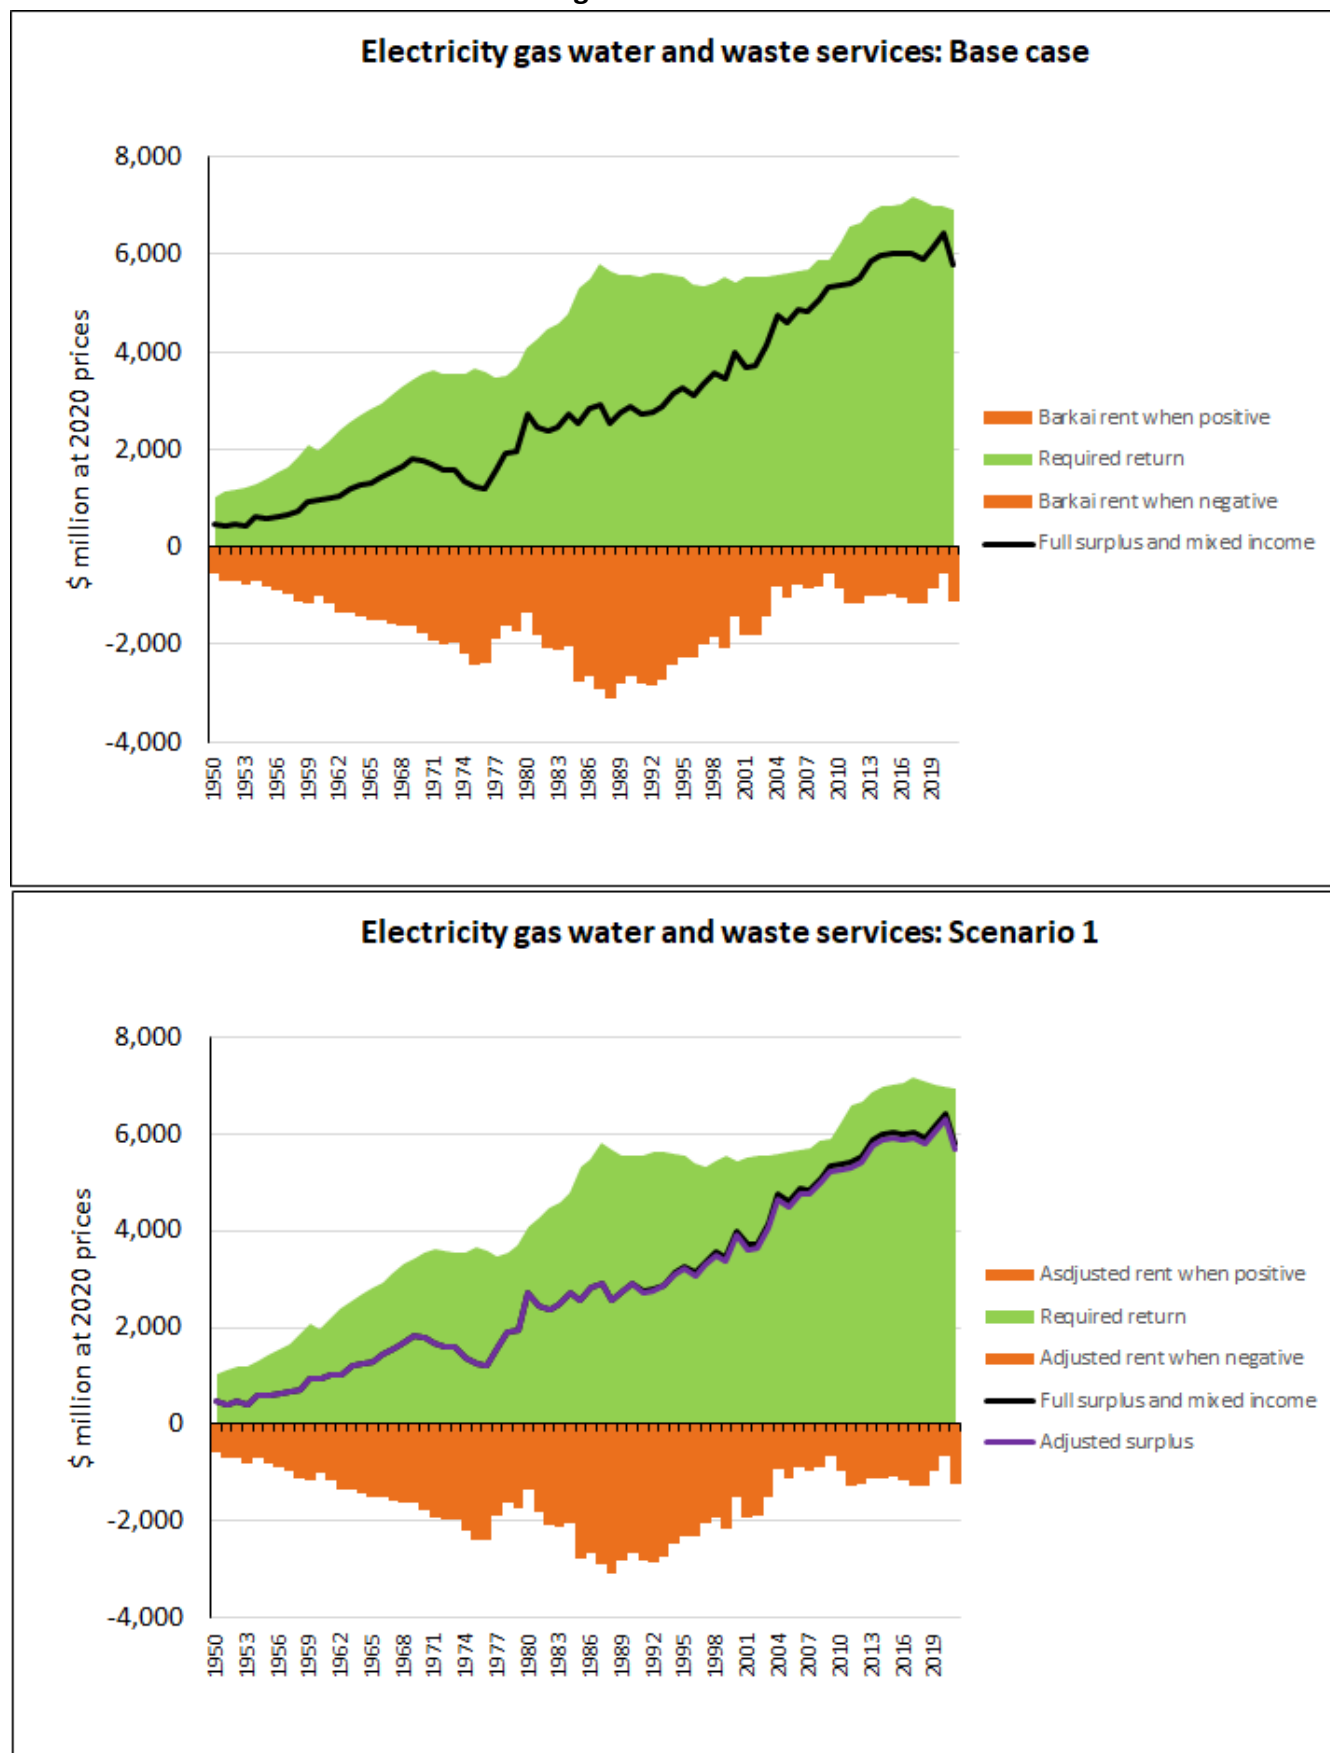 Electricity gas water and waste services: Base case
8,000
6,000
4,000
2,000
0
-2,000
-4,000
$ million at 2020 prices
1950 1953 1956 1959 1962 1965 1968 1971 1974 1977 1980 1983 1986 1989 1992 1995 1998 2001 2004 2007 2010 2013 2016 2019
Barkai rent when positive
Required return
Barkai rent when negative
Full surplus and mixed income
Electricity gas water and waste services: Scenario 1
8,000
6,000
4,000
2,000
0
-2,000
-4,000
$ million at 2020 prices
1950 1953 1956 1959 1962 1965 1968 1971 1974 1977 1980 1983 1986 1989 1992 1995 1998 2001 2004 2007 2010 2013 2016 2019
Asdjusted rent when positive
Required return
Adjusted rent when negative
Full surplus and mixed income
Adjusted surplus